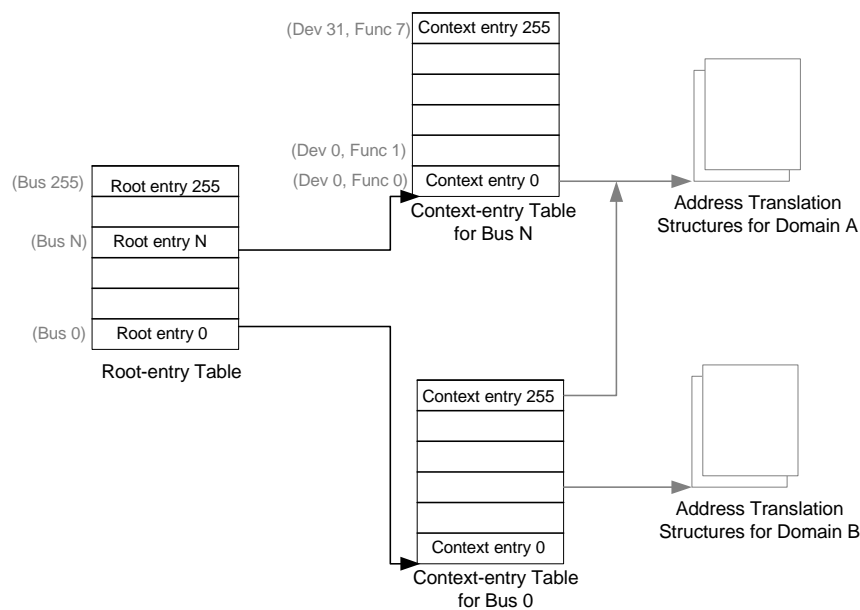 (Dev 31, Func 7)
Context entry 255
(Dev 0, Func 1)
(Dev 0, Func 0)
Context entry 0
Context-entry Table
for Bus N
Address Translation
Structures for Domain A
(Bus 255)
Root entry 255
(Bus N)
Root entry N
(Bus 0)
Root entry 0
Root-entry Table
Context entry 255
Context entry 0
Context-entry Table
for Bus 0
Address Translation
Structures for Domain B